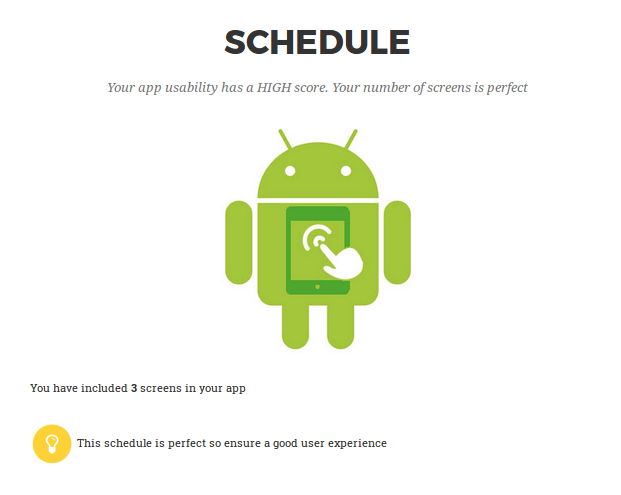 SCHEDULE
Your app usability has a HIGH score. Your number of screens is perfect
You have included 3 screens in your app
This schedule is perfect so ensure a good user experience